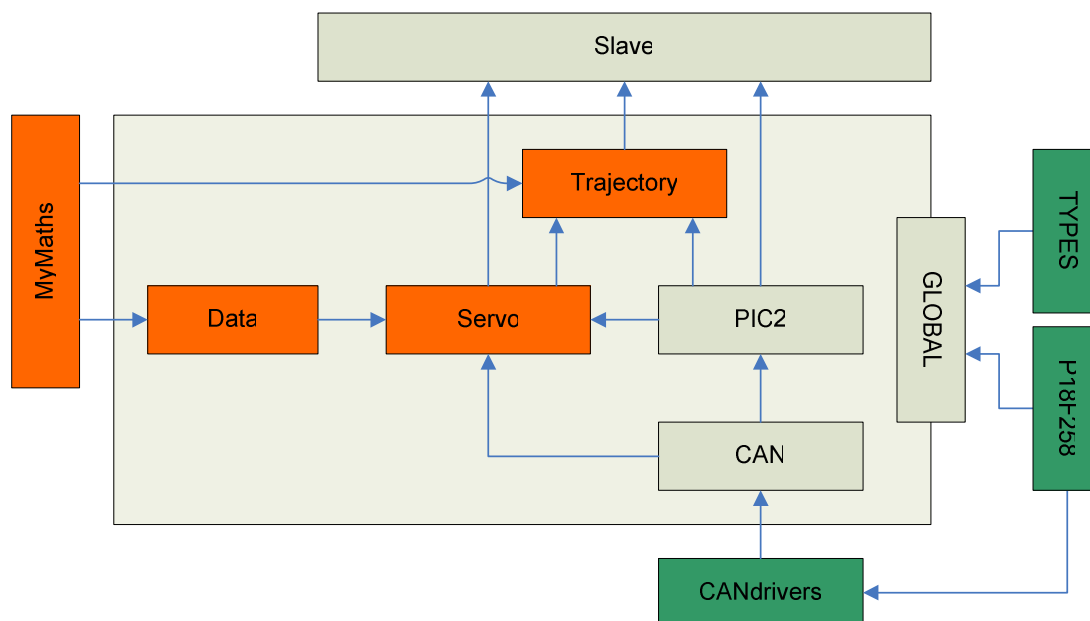 Slave
MyMaths
Trajectory
TYPES
GLOBAL
Data
Servo
PIC2
P18F258
CAN
CANdrivers